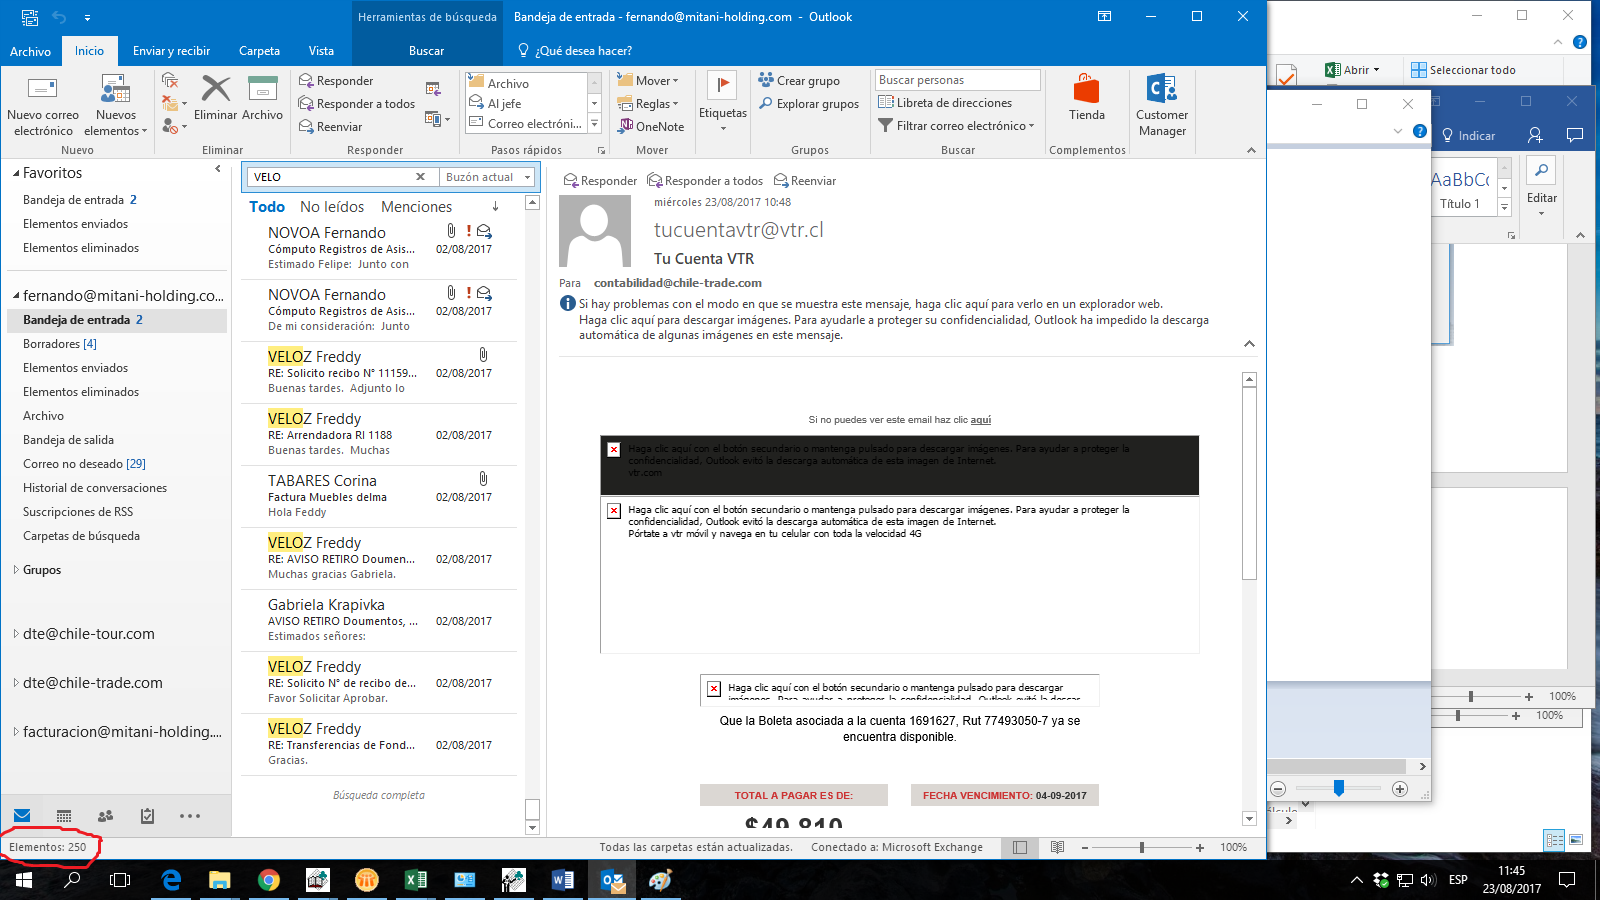 Herramientas de búsqueda
Bandeja de entrada - fernando@mitani-holding.com - Outlook
Archivo
Inicio
Enviar y recibir
Carpeta
Vista
Buscar
¿Qué desea hacer?
Nuevo correo
electrónico
Nuevos
elementos
Nuevo
Eliminar
Archivo
Eliminar
Responder
Responder a todos
Reenviar
Responder
Archivo
Al jefe
Correo electróni...
Pasos rápidos
Mover
Reglas
OneNote
Mover
Etiquetas
Crear grupo
Explorar grupos
Grupos
Buscar personas
Libreta de direcciones
Filtrar correo electrónico
Buscar
Tienda
Complementos
Customer
Manager
Abrir
Seleccionar todo
Indicar
AaBbCc
Título 1
Editar
Favoritos
Bandeja de entrada 2
Elementos enviados
Elementos eliminados
fernando@mitani-holding.co...
Bandeja de entrada 2
Borradores [4]
Elementos enviados
Elementos eliminados
Archivo
Bandeja de salida
Correo no deseado [29]
Historial de conversaciones
Suscripciones de RSS
Carpetas de búsqueda
Grupos
dte@chile-tour.com
dte@chile-trade.com
facturacion@mitani-holding....
VELO
Buzón actual
Todo No leídos Menciones
NOVOA Fernando
Cómputo Registros de Asis... 02/08/2017
Estimado Felipe: Junto con
NOVOA Fernando
Cómputo Registros de Asis... 02/08/2017
De mi consideración: Junto
VELOZ Freddy
RE: Solicito recibo N° 11159... 02/08/2017
Buenas tardes. Adjunto lo
VELOZ Freddy
RE: Arrendadora RI 1188 02/08/2017
Buenas tardes. Muchas
TABARES Corina
Factura Muebles delma 02/08/2017
Hola Feddy
VELOZ Freddy
RE: AVISO RETIRO Doumen... 02/08/2017
Muchas gracias Gabriela.
Gabriela Krapivka
AVISO RETIRO Doumentos, ... 02/08/2017
Estimados señores:
VELOZ Freddy
RE: Solicito N° de recibo de... 02/08/2017
Favor Solicitar Aprobar.
VELOZ Freddy
RE: Transferencias de Fond... 02/08/2017
Gracias.
Búsqueda completa
Responder Responder a todos Reenviar
miércoles 23/08/2017 10:48
tucuentavtr@vtr.cl
Tu Cuenta VTR
Para contabilidad@chile-trade.com
Si hay problemas con el modo en que se muestra este mensaje, haga clic aquí para verlo en un explorador web.
Haga clic aquí para descargar imágenes. Para ayudarle a proteger su confidencialidad, Outlook ha impedido la descarga
automática de algunas imágenes en este mensaje.
Si no puedes ver este email haz clic aquí
Haga clic aquí con el botón secundario o mantenga pulsado para descargar imágenes. Para ayudar a proteger la
confidencialidad, Outlook evitó la descarga automática de esta imagen de Internet.
vtr.com
Haga clic aquí con el botón secundario o mantenga pulsado para descargar imágenes. Para ayudar a proteger la
confidencialidad, Outlook evitó la descarga automática de esta imagen de Internet.
Pórtate a vtr móvil y navega en tu celular con toda la velocidad 4G
Haga clic aquí con el botón secundario o mantenga pulsado para descargar
imágenes. Para ayudar a proteger la confidencialidad, Outlook evitó la descar
Que la Boleta asociada a la cuenta 1691627, Rut 77493050-7 ya se
encuentra disponible.
TOTAL A PAGAR ES DE:
FECHA VENCIMIENTO: 04-09-2017
$49.810
100%
100%
Elementos: 250
Todas las carpetas están actualizadas.
Conectado a: Microsoft Exchange
100%
ESP
11:45
23/08/2017